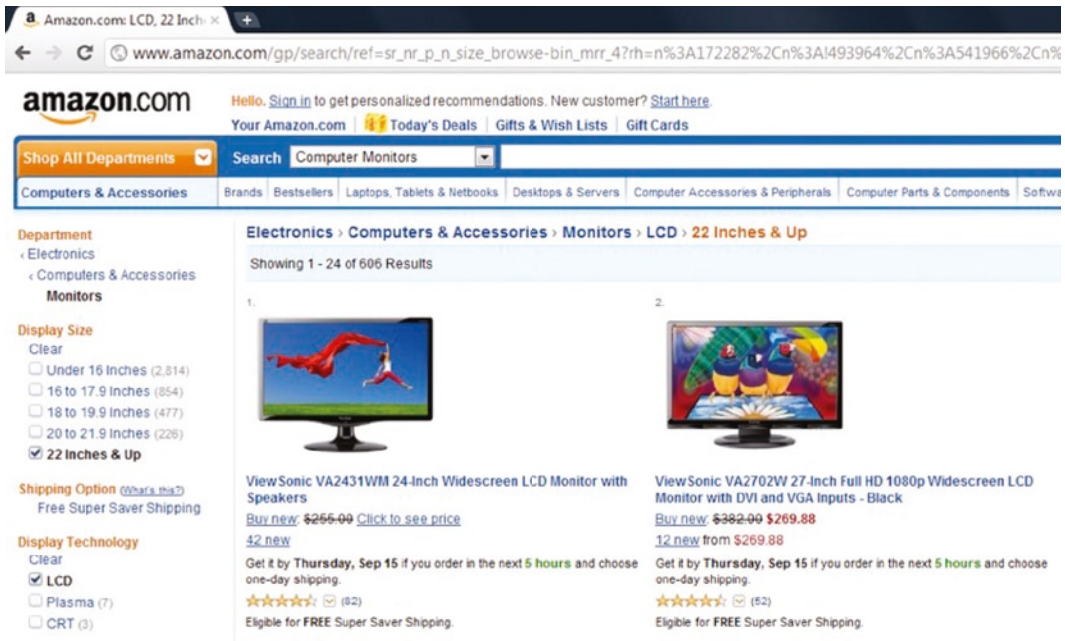 Amazon.com: LCD, 22 Inch
www.amazon.com/gp/search/ref=sr_nr_p_n_size_browse-bin_mrr_4?rh=n%3A172282%2Cn%3A!493964%2Cn%3A541966%2Cn%
amazon.com
Hello. Sign in to get personalized recommendations. New customer? Start here.
Your Amazon.com Today's Deals Gifts & Wish Lists Gift Cards
Shop All Departments Search Computer Monitors
Computers & Accessories Brands Bestsellers Laptops, Tablets & Netbooks Desktops & Servers Computer Accessories & Peripherals Computer Parts & Components Softwa
Department
‹ Electronics
‹ Computers & Accessories
Monitors
Display Size
Clear
Under 16 Inches (2,814)
16 to 17.9 Inches (854)
18 to 19.9 Inches (477)
20 to 21.9 Inches (226)
22 Inches & Up
Shipping Option (What's this?)
Free Super Saver Shipping
Display Technology
Clear
LCD
Plasma (7)
CRT (3)
Electronics › Computers & Accessories › Monitors › LCD › 22 Inches & Up
Showing 1 - 24 of 606 Results
1.
ViewSonic VA2431WM 24-Inch Widescreen LCD Monitor with
Speakers
Buy new: $255.00 Click to see price
42 new
Get it by Thursday, Sep 15 if you order in the next 5 hours and choose
one-day shipping.
(82)
Eligible for FREE Super Saver Shipping.
2.
ViewSonic VA2702W 27-Inch Full HD 1080p Widescreen LCD
Monitor with DVI and VGA Inputs - Black
Buy new: $382.00 $269.88
12 new from $269.88
Get it by Thursday, Sep 15 if you order in the next 5 hours and choose
one-day shipping.
(52)
Eligible for FREE Super Saver Shipping.